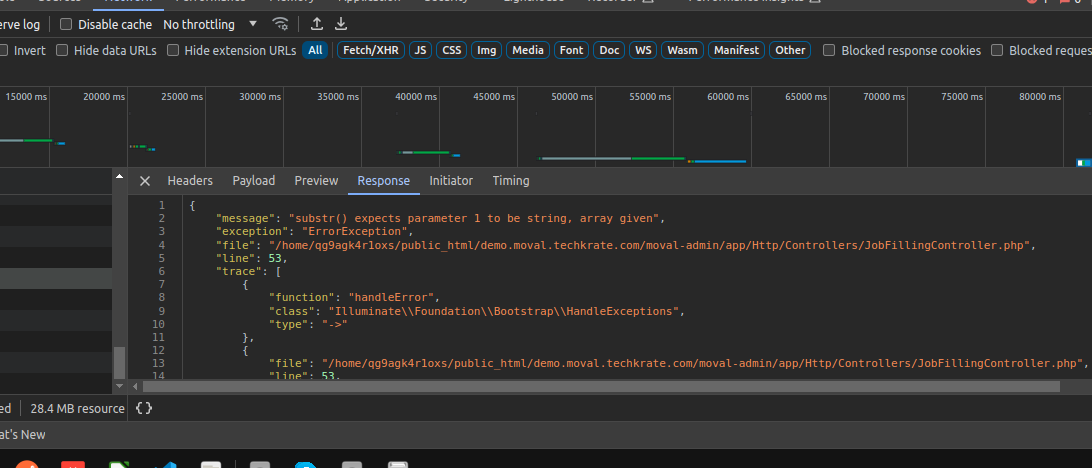 erve log Disable cache No throttling
Invert Hide data URLs Hide extension URLs All Fetch/XHR JS CSS Img Media Font Doc WS Wasm Manifest Other Blocked response cookies Blocked reques
15000 ms 20000 ms 25000 ms 30000 ms 35000 ms 40000 ms 45000 ms 50000 ms 55000 ms 60000 ms 65000 ms 70000 ms 75000 ms 80000 ms
Headers Payload Preview Response Initiator Timing
1 {
2 "message": "substr() expects parameter 1 to be string, array given",
3 "exception": "ErrorException",
4 "file": "/home/qg9agk4r1oxs/public_html/demo.moval.techkrate.com/moval-admin/app/Http/Controllers/JobFillingController.php",
5 "line": 53,
6 "trace": [
7 {
8 "function": "handleError",
9 "class": "Illuminate\\Foundation\\Bootstrap\\HandleExceptions",
10 "type": "->"
11 },
12 {
13 "file": "/home/qg9agk4r1oxs/public_html/demo.moval.techkrate.com/moval-admin/app/Http/Controllers/JobFillingController.php",
14 "line": 53,
ed 28.4 MB resource {}
at's New